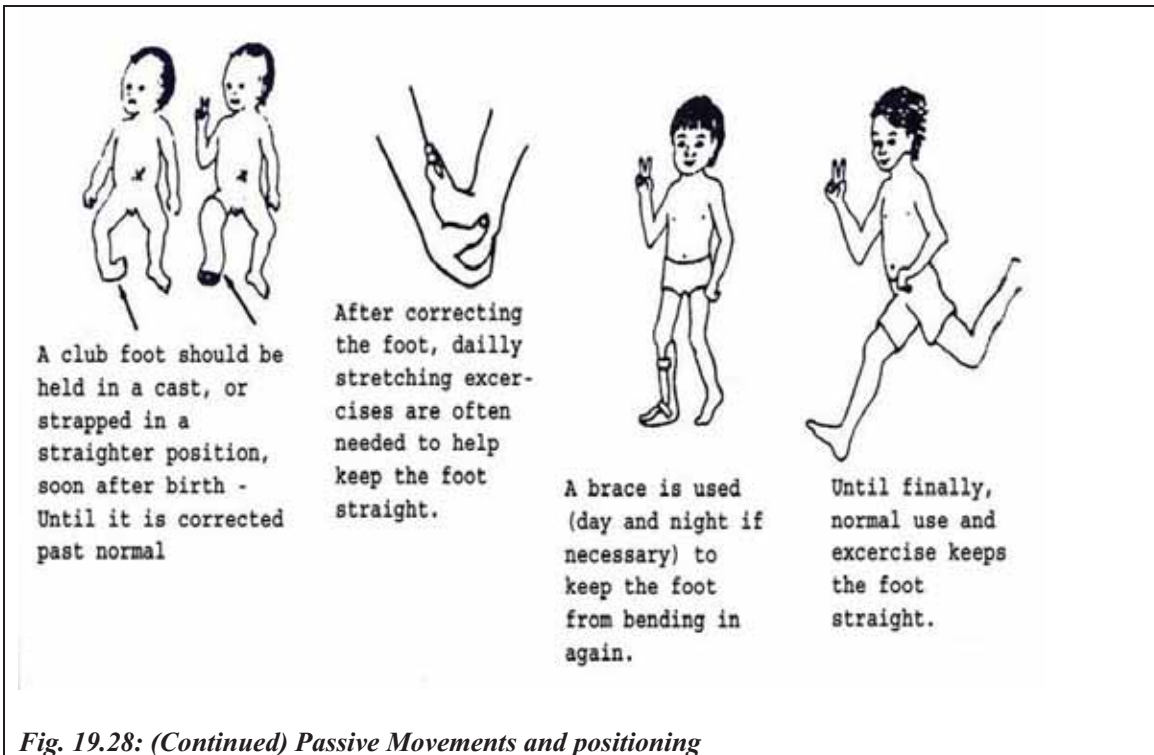 A club foot should be
held in a cast, or
strapped in a
straighter position,
soon after birth -
Until it is corrected
past normal
After correcting
the foot, dailly
stretching excer-
cises are often
needed to help
keep the foot
straight.
A brace is used
(day and night if
necessary) to
keep the foot
from bending in
again.
Until finally,
normal use and
excercise keeps
the foot
straight.
Fig. 19.28: (Continued) Passive Movements and positioning